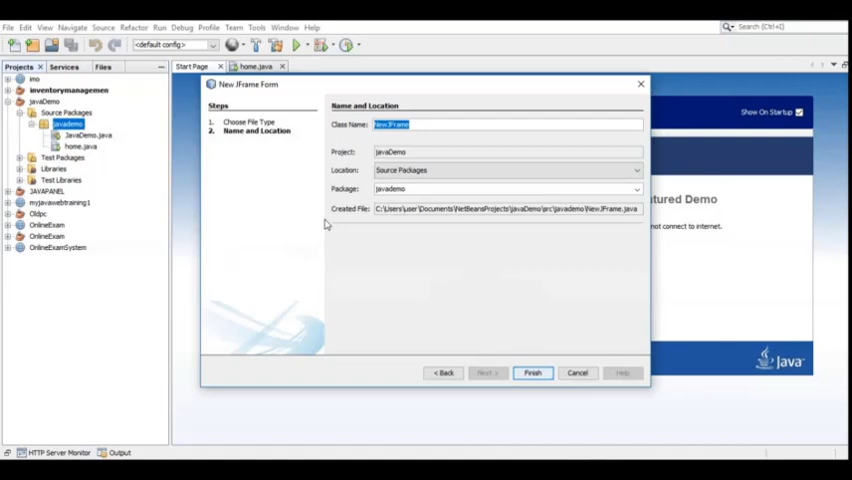 File Edit View Navigate Source Refactor Run Debug Profile Team Tools Window Help
Search (Ctrl+I)
<default config>
Projects Services Files
Start Page home.java
imo
inventorymanagemen
javaDemo
Source Packages
javademo
JavaDemo.java
home.java
Test Packages
Libraries
Test Libraries
JAVAPANEL
myjavawebtraining1
Oldpc
OnlineExam
OnlineExam
OnlineExamSystem
New JFrame Form
Steps
1. Choose File Type
2. Name and Location
Name and Location
Class Name: NewJFrame
Project: javaDemo
Location: Source Packages
Package: javademo
Created File: C:\Users\user\Documents\NetBeansProjects\javaDemo\src\javademo\NewJFrame.java
< Back Next > Finish Cancel Help
Show On Startup
tured Demo
not connect to internet.
Java
HTTP Server Monitor Output